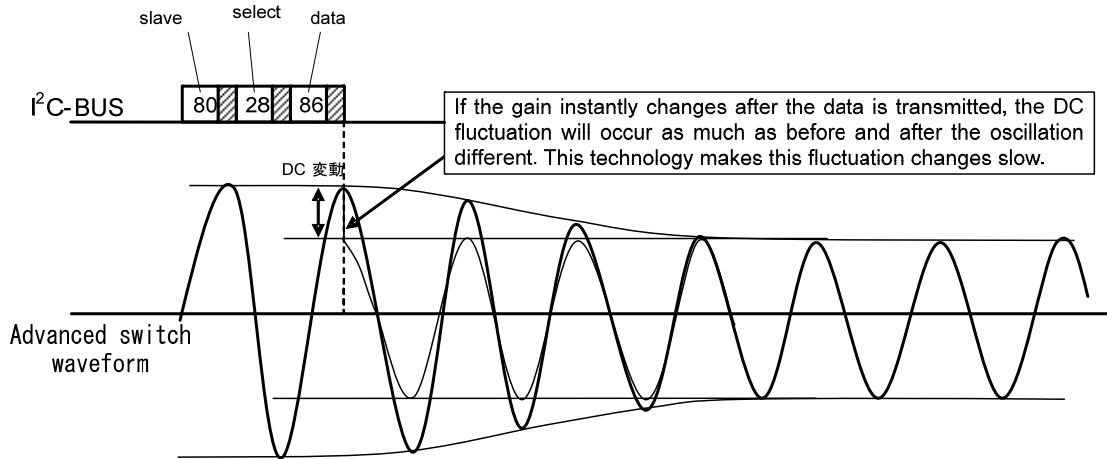 slave select data
I²C-BUS 80 28 86
If the gain instantly changes after the data is transmitted, the DC
fluctuation will occur as much as before and after the oscillation
different. This technology makes this fluctuation changes slow.
DC 変動
Advanced switch
waveform